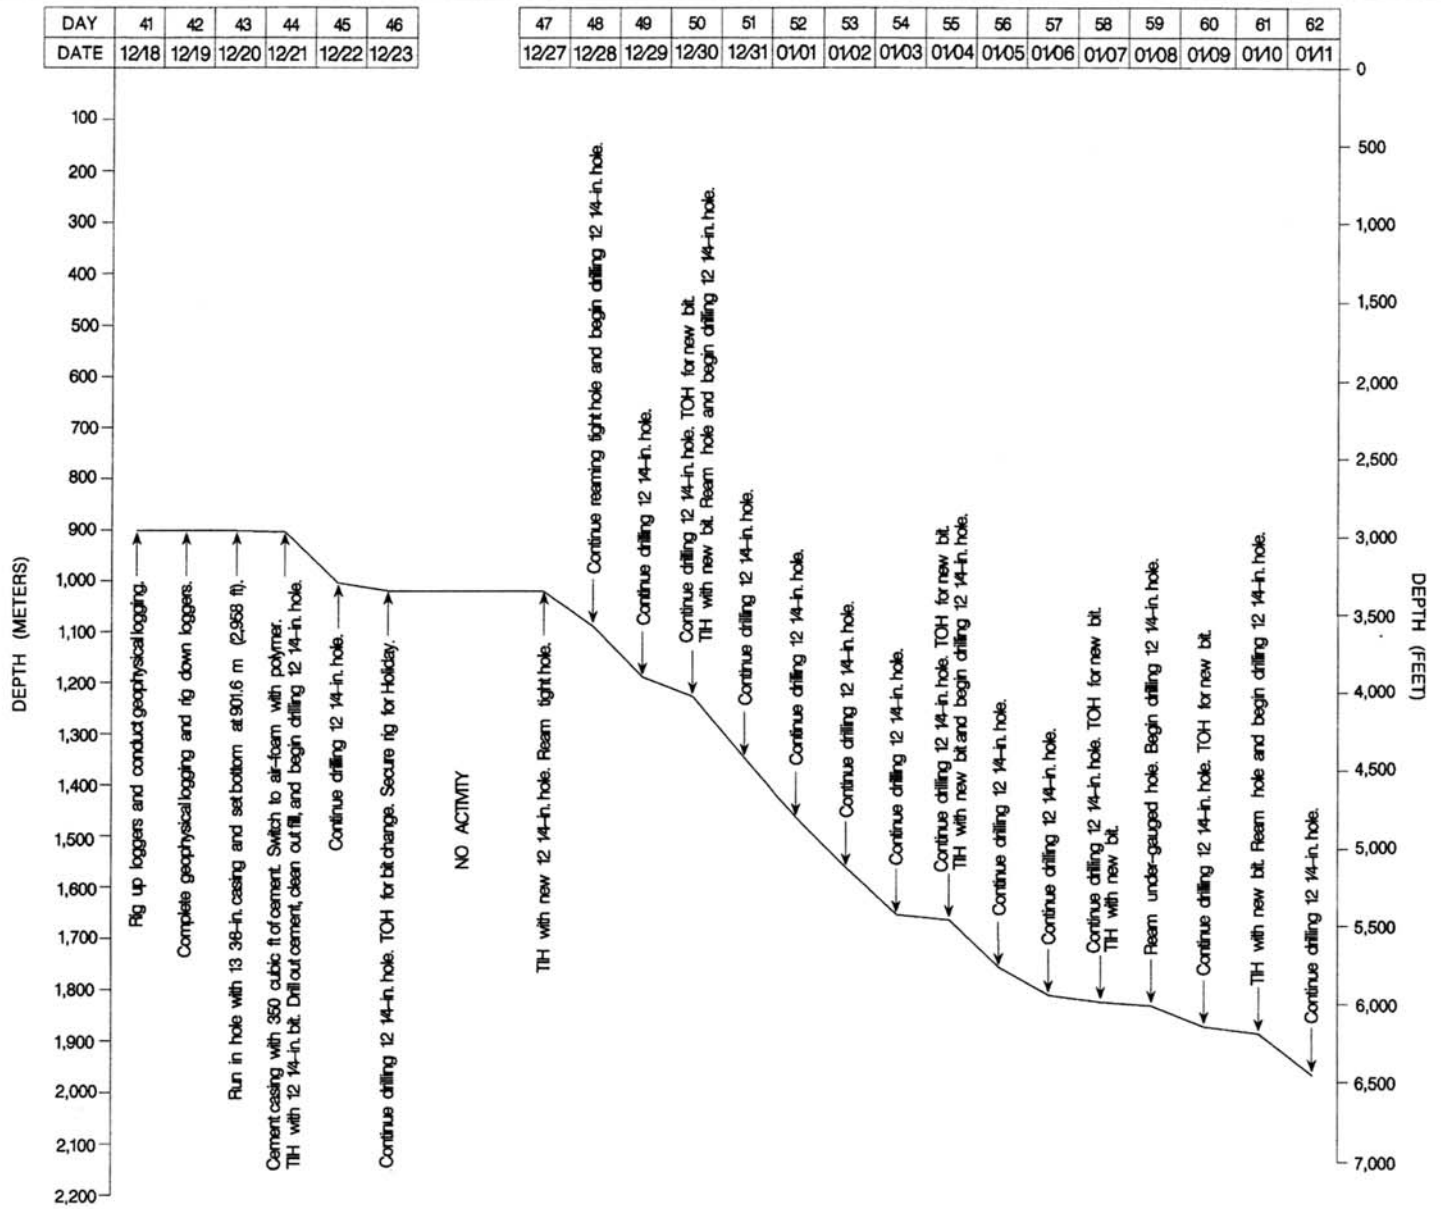 DAY 41 42 43 44 45 46 47 48 49 50 51 52 53 54 55 56 57 58 59 60 61 62
DATE 12/18 12/19 12/20 12/21 12/22 12/23 12/27 12/28 12/29 12/30 12/31 01/01 01/02 01/03 01/04 01/05 01/06 01/07 01/08 01/09 01/10 01/11
DEPTH (METERS)
100
200
300
400
500
600
700
800
900
1,000
1,100
1,200
1,300
1,400
1,500
1,600
1,700
1,800
1,900
2,000
2,100
2,200
Rig up loggers and conduct geophysical logging.
Complete geophysical logging and rig down loggers.
Run in hole with 13 3/8-in. casing and set bottom at 901.6 m (2,958 ft).
Cement casing with 350 cubic ft of cement. Switch to air-foam with polymer.
TIH with 12 1/4-in. bit. Drill out cement, clean out fill, and begin drilling 12 1/4-in. hole.
Continue drilling 12 1/4-in. hole.
Continue drilling 12 1/4-in. hole. TOH for bit change. Secure rig for Holiday.
NO ACTIVITY
TIH with new 12 1/4-in. hole. Ream tight hole.
Continue reaming tight hole and begin drilling 12 1/4-in. hole.
Continue drilling 12 1/4-in. hole.
Continue drilling 12 1/4-in. hole. TOH for new bit.
TIH with new bit. Ream hole and begin drilling 12 1/4-in. hole.
Continue drilling 12 1/4-in. hole.
Continue drilling 12 1/4-in. hole.
Continue drilling 12 1/4-in. hole.
Continue drilling 12 1/4-in. hole.
Continue drilling 12 1/4-in. hole. TOH for new bit.
TIH with new bit and begin drilling 12 1/4-in. hole.
Continue drilling 12 1/4-in. hole.
Continue drilling 12 1/4-in. hole.
Continue drilling 12 1/4-in. hole. TOH for new bit.
TIH with new bit.
Ream under-gauged hole. Begin drilling 12 1/4-in. hole.
Continue drilling 12 1/4-in. hole. TOH for new bit.
TIH with new bit. Ream hole and begin drilling 12 1/4-in. hole.
Continue drilling 12 1/4-in. hole.
0
500
1,000
1,500
2,000
2,500
3,000
3,500
4,000
4,500
5,000
5,500
6,000
6,500
7,000
DEPTH (FEET)